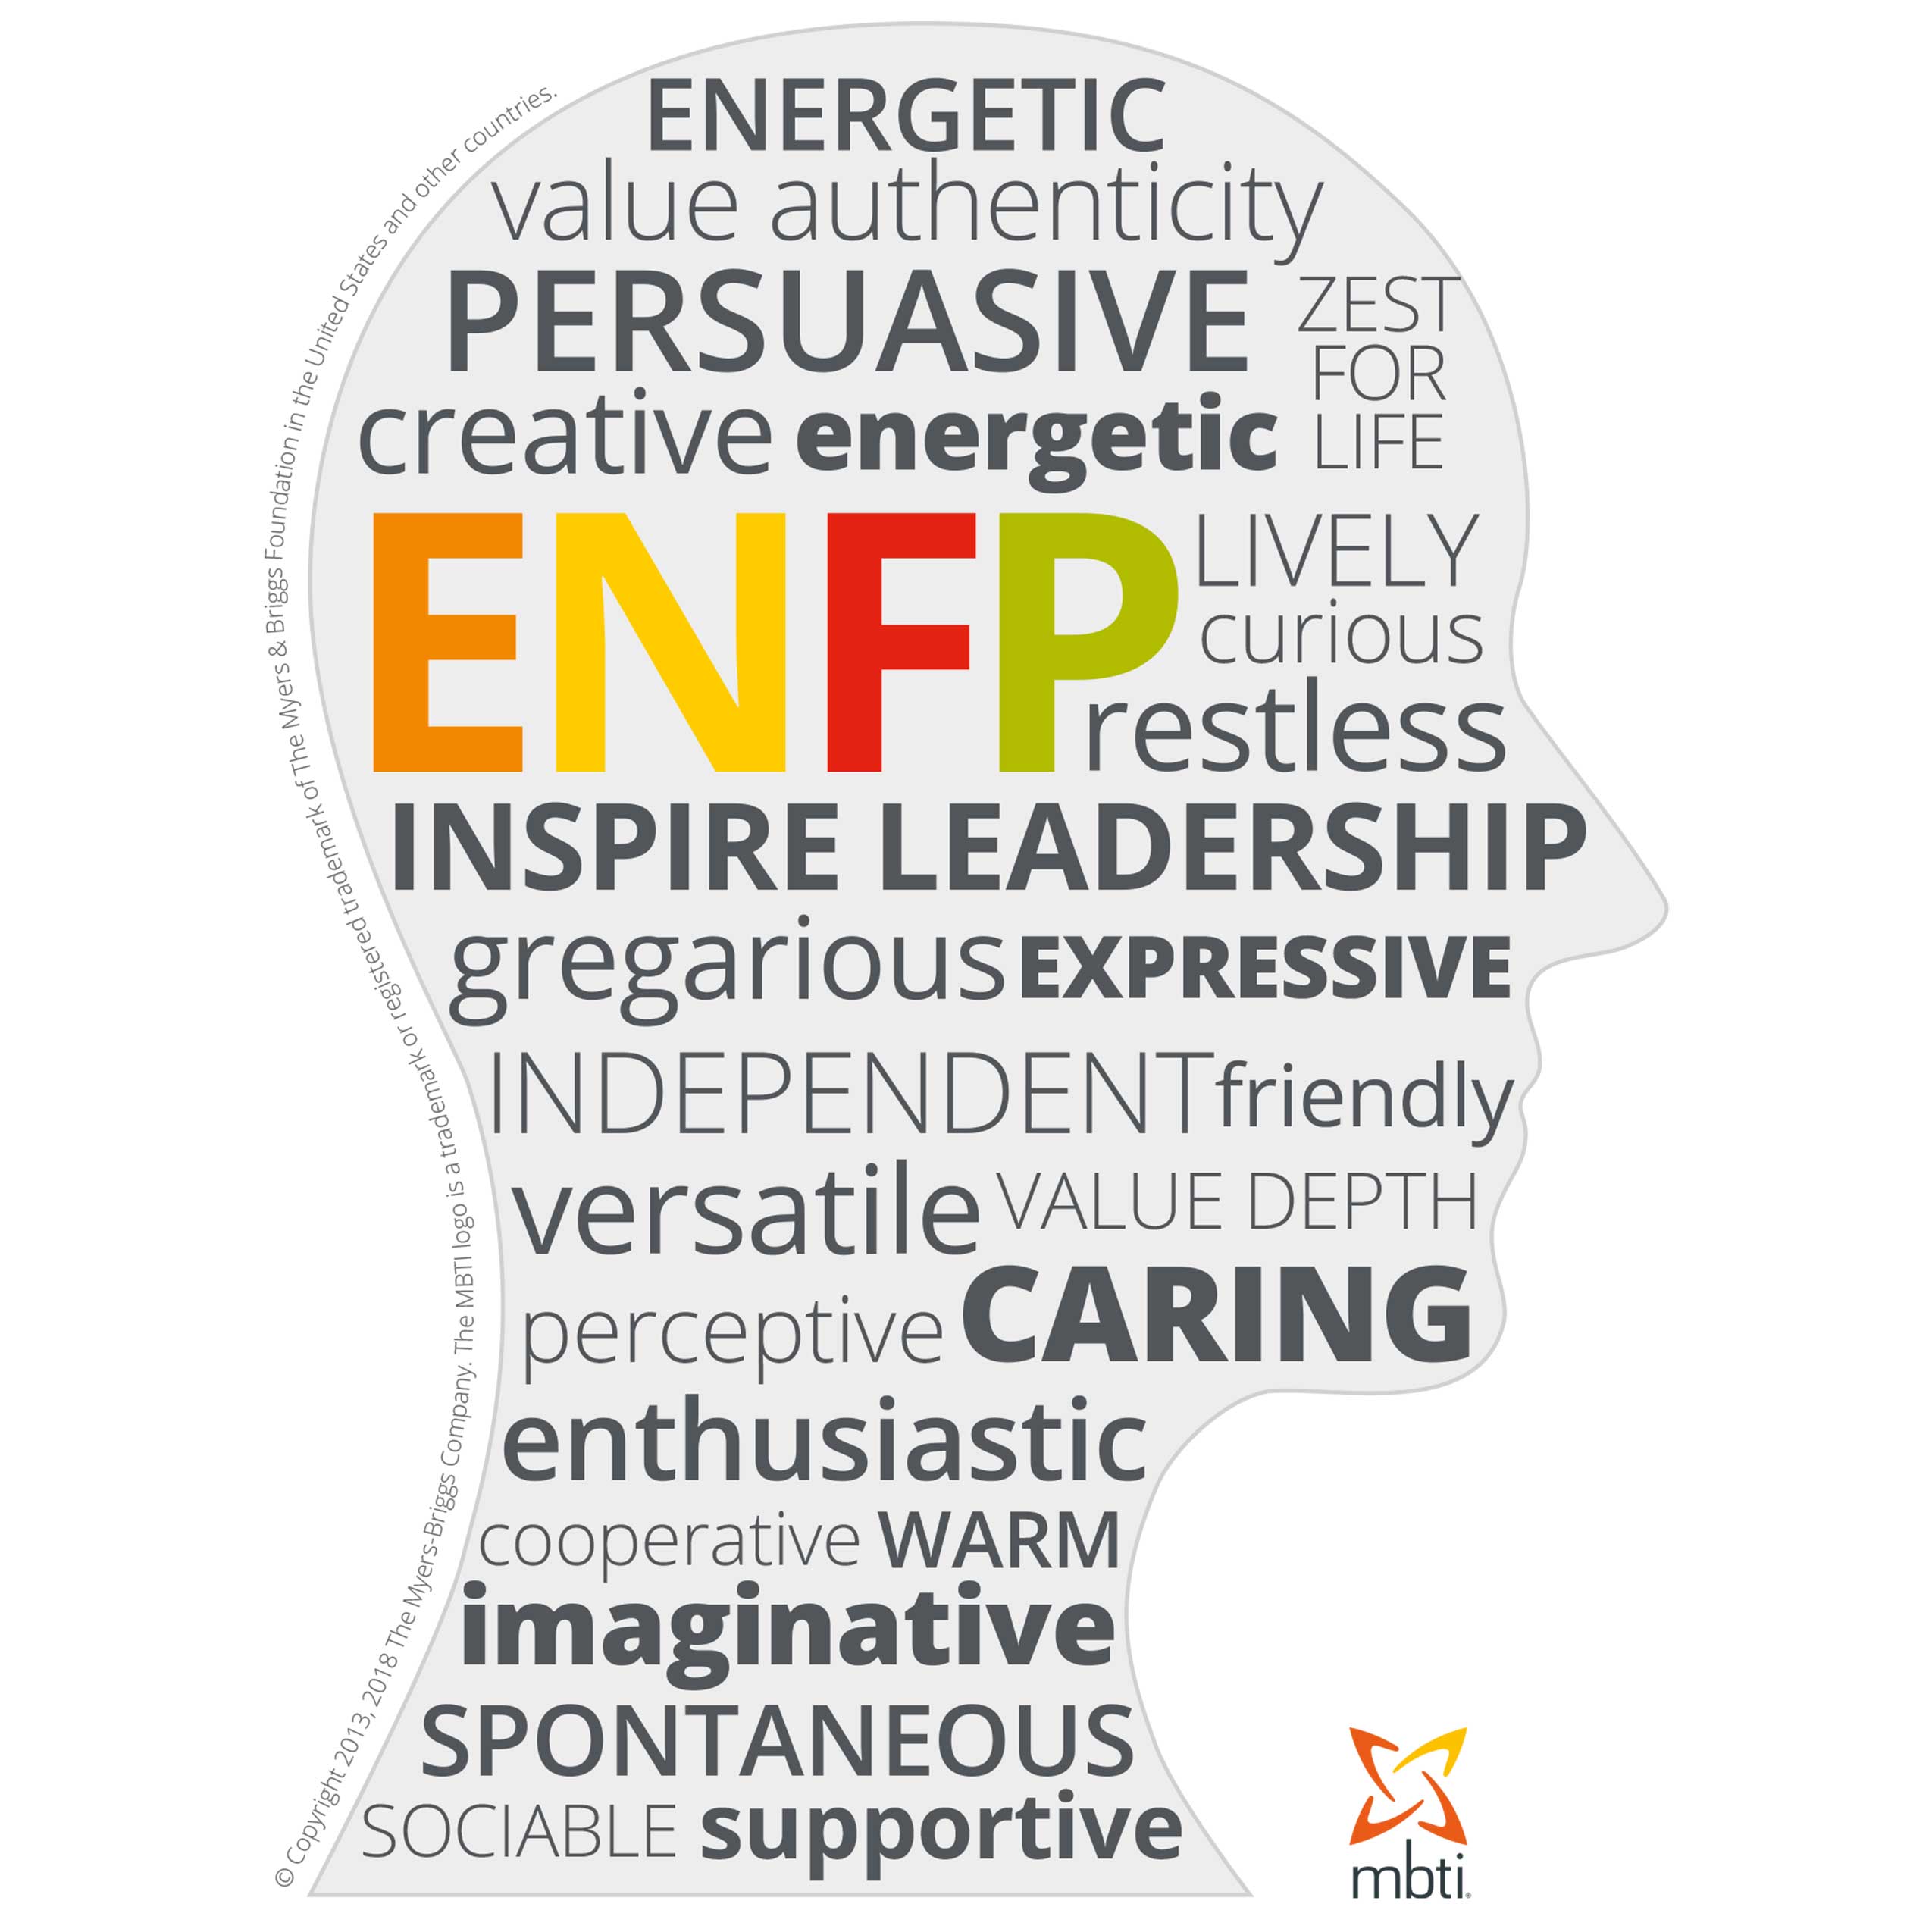 ENERGETIC
value authenticity
PERSUASIVE
ZEST
FOR
LIFE
creative energetic
ENFP
LIVELY
curious
restless
INSPIRE LEADERSHIP
gregarious EXPRESSIVE
INDEPENDENT friendly
versatile VALUE DEPTH
perceptive CARING
enthusiastic
cooperative WARM
imaginative
SPONTANEOUS
SOCIABLE supportive
© Copyright 2013, 2018 The Myers-Briggs Company. The MBTI logo is a trademark or registered trademark of The Myers & Briggs Foundation in the United States and other countries.
mbti®